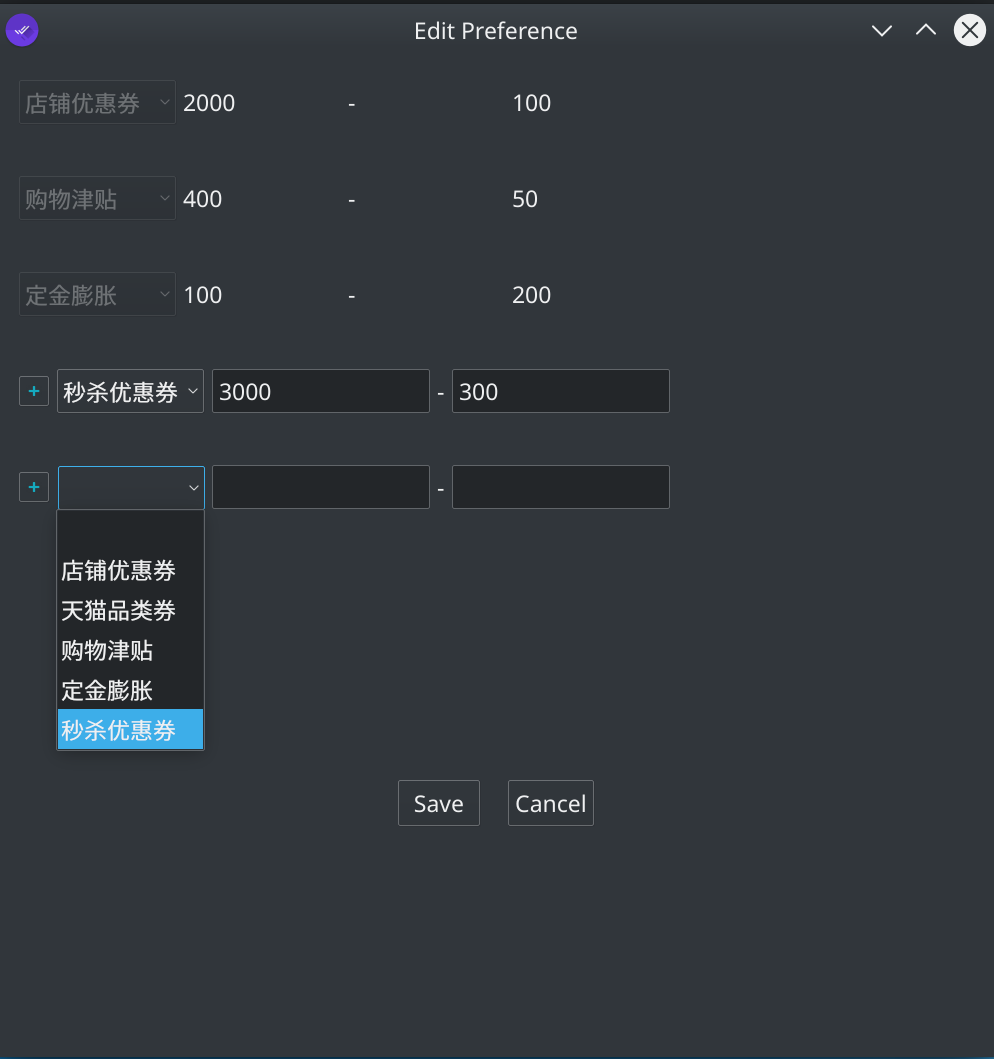 Edit Preference
店铺优惠券 2000 - 100
购物津贴 400 - 50
定金膨胀 100 - 200
+ 秒杀优惠券 3000 - 300
+ -
店铺优惠券
天猫品类券
购物津贴
定金膨胀
秒杀优惠券
Save Cancel